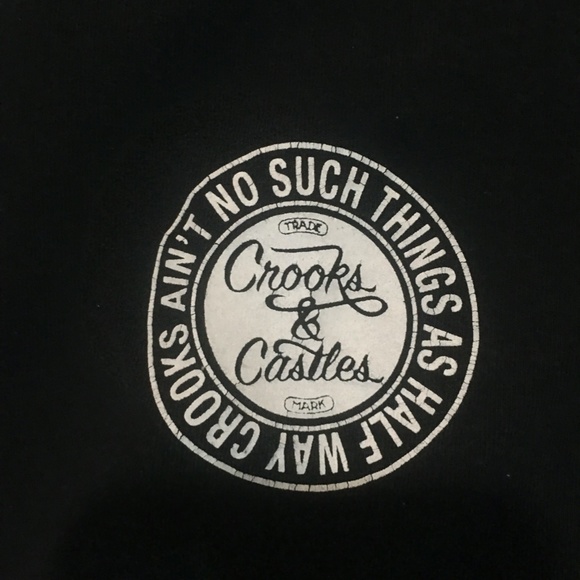 AIN'T NO SUCH THINGS AS HALF WAY CROOKS
TRADE
Crooks
&
Castles
MARK